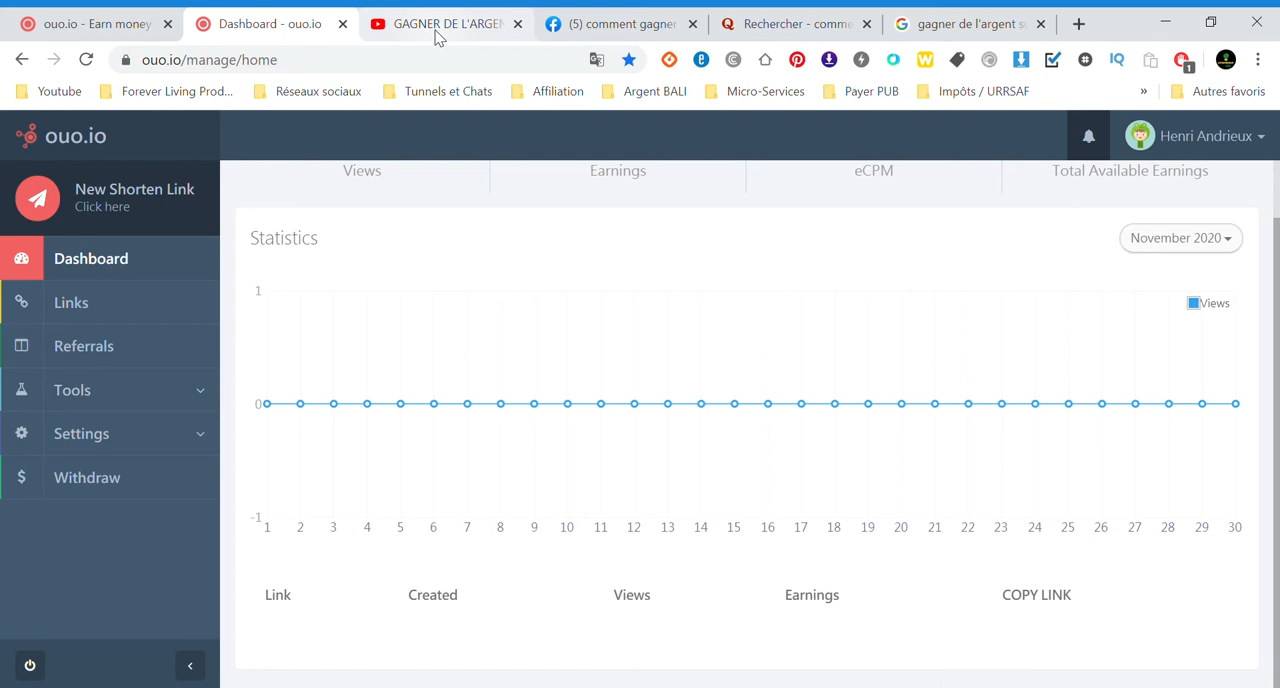 ouo.io - Earn money
Dashboard - ouo.io
GAGNER DE L'ARGEN
(5) comment gagner
Rechercher - comme
gagner de l'argent s
ouo.io/manage/home
1
Youtube
Forever Living Prod...
Réseaux sociaux
Tunnels et Chats
Affiliation
Argent BALI
Micro-Services
Payer PUB
Impôts / URRSAF
»
Autres favoris
ouo.io
Henri Andrieux
New Shorten Link
Click here
Views
Earnings
eCPM
Total Available Earnings
Dashboard
Links
Referrals
Tools
Settings
Withdraw
Statistics
November 2020
1
Views
0
-1
1 2 3 4 5 6 7 8 9 10 11 12 13 14 15 16 17 18 19 20 21 22 23 24 25 26 27 28 29 30
Link
Created
Views
Earnings
COPY LINK